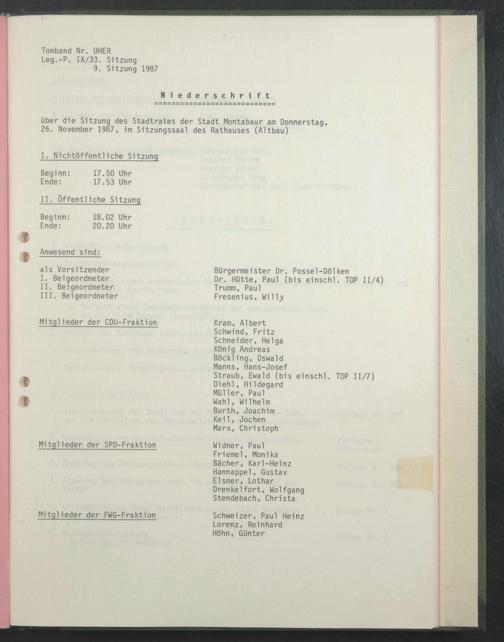 Tonband Nr. UHER
Leg.-P. IX/33. Sitzung
9. Sitzung 1987
Niederschrift
über die Sitzung des Stadtrates der Stadt Montabaur am Donnerstag,
26. November 1987, im Sitzungssaal des Rathauses (Altbau)
I. Nichtöffentliche Sitzung
Beginn: 17.50 Uhr
Ende: 17.53 Uhr
II. Öffentliche Sitzung
Beginn: 18.02 Uhr
Ende: 20.20 Uhr
Anwesend sind:
als Vorsitzender Bürgermeister Dr. Possel-Dölken
I. Beigeordneter Dr. Hütte, Paul (bis einschl. TOP II/4)
II. Beigeordneter Trumm, Paul
III. Beigeordneter Fresenius, Willy
Mitglieder der CDU-Fraktion Kram, Albert
Schwind, Fritz
Schneider, Helga
König Andreas
Böckling, Oswald
Manns, Hans-Josef
Straub, Ewald (bis einschl. TOP II/7)
Diehl, Hildegard
Müller, Paul
Wahl, Wilhelm
Burth, Joachim
Keil, Jochen
Marx, Christoph
Mitglieder der SPD-Fraktion Widner, Paul
Friemel, Monika
Bächer, Karl-Heinz
Hannappel, Gustav
Elsner, Lothar
Drenkelfort, Wolfgang
Stendebach, Christa
Mitglieder der FWG-Fraktion Schweizer, Paul Heinz
Lorenz, Reinhard
Höhn, Günter